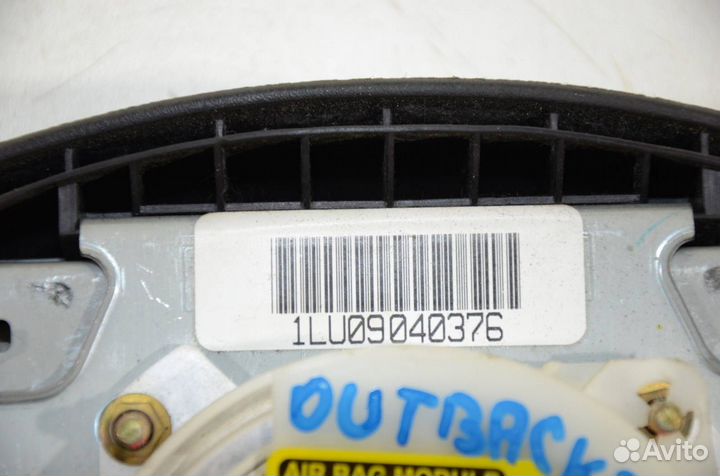 1LU09040376
OUTBACK
AIR BAG MODULE
Avito